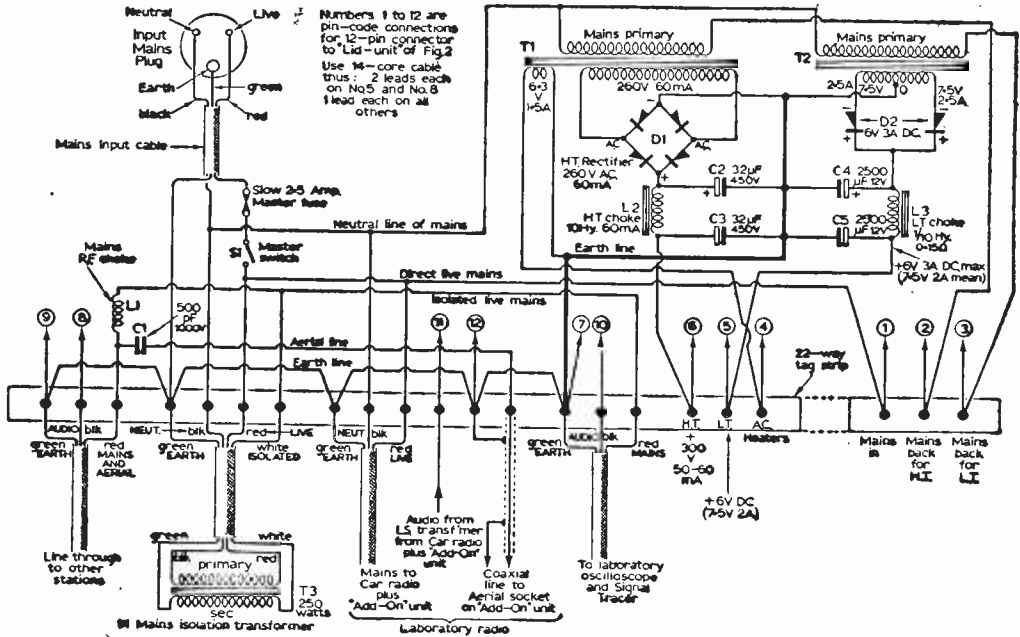 Neutral
Live
Input
Mains
Plug
Earth
green
black
red
Mains input cable
Numbers 1 to 12 are
pin-code connections
for 12-pin connector
to "Lid-unit" of Fig.2
Use 14-core cable
thus : 2 leads each
on No.5 and No.8
1 lead each on all
others
Slow 2·5 Amp.
Master fuse
Neutral line of mains
S1
Master
switch
Direct live mains
Isolated live mains
Mains
R.F. choke
L1
C1
500
pF
1000V
Aerial line
Earth line
T1
Mains primary
6·3
V
1·5A
260V 60mA
A.C.
A.C.
D1
H.T. Rectifier
260 V A.C.
60mA
L2
H.T. choke
10Hy. 60mA
C2 32µF
450V
C3 32µF
450V
Earth line
T2
Mains primary
2·5A
7·5V
0
7·5V
2·5A.
D2
6V 3A DC.
C4 2500
µF 12V
C5 2500
µF 12V
L3
LT choke
1/10 Hy.
0·15Ω
+6V 3A DC, max
(7·5V 2A mean)
9
8
11
12
7
10
5
4
1
2
3
22-way
tag strip
AUDIO blk
green
EARTH
red
MAINS
AND
AERIAL
NEUT. blk
green
EARTH
red LIVE
white
ISOLATED
NEUT. blk
green
EARTH
red
LIVE
AUDIO blk
green
EARTH
red
MAINS
H.T.
+
300
V
50-60
mA
L.T.
A.C.
Heaters
+6V DC
(7·5V 2A)
Mains
in
Mains
back
for
H.T.
Mains
back
for
L.T.
Line through
to other
stations
green
white
blk
red
primary
sec
T3
250
watts
Mains isolation transformer
Mains to
Car radio
plus
"Add-On" unit
Audio from
LS transformer
from Car radio
plus "Add-On"
unit
Coaxial
line to
Aerial socket
on "Add-On" unit
Laboratory radio
To laboratory
oscilloscope
and Signal
Tracer